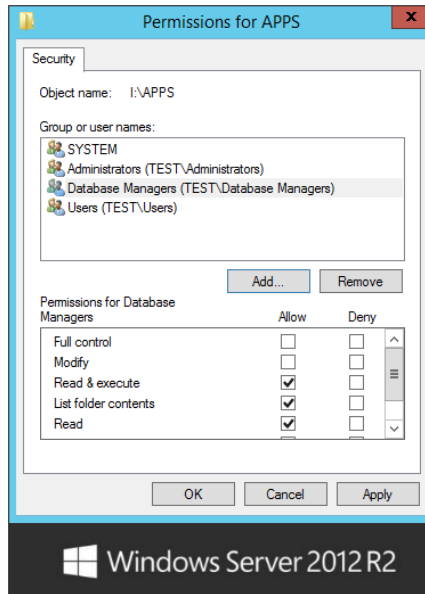 Permissions for APPS
x
Security
Object name: I:\APPS
Group or user names:
SYSTEM
Administrators (TEST\Administrators)
Database Managers (TEST\Database Managers)
Users (TEST\Users)
Add... Remove
Permissions for Database
Managers Allow Deny
Full control
Modify
Read & execute
List folder contents
Read
OK Cancel Apply
Windows Server 2012 R2